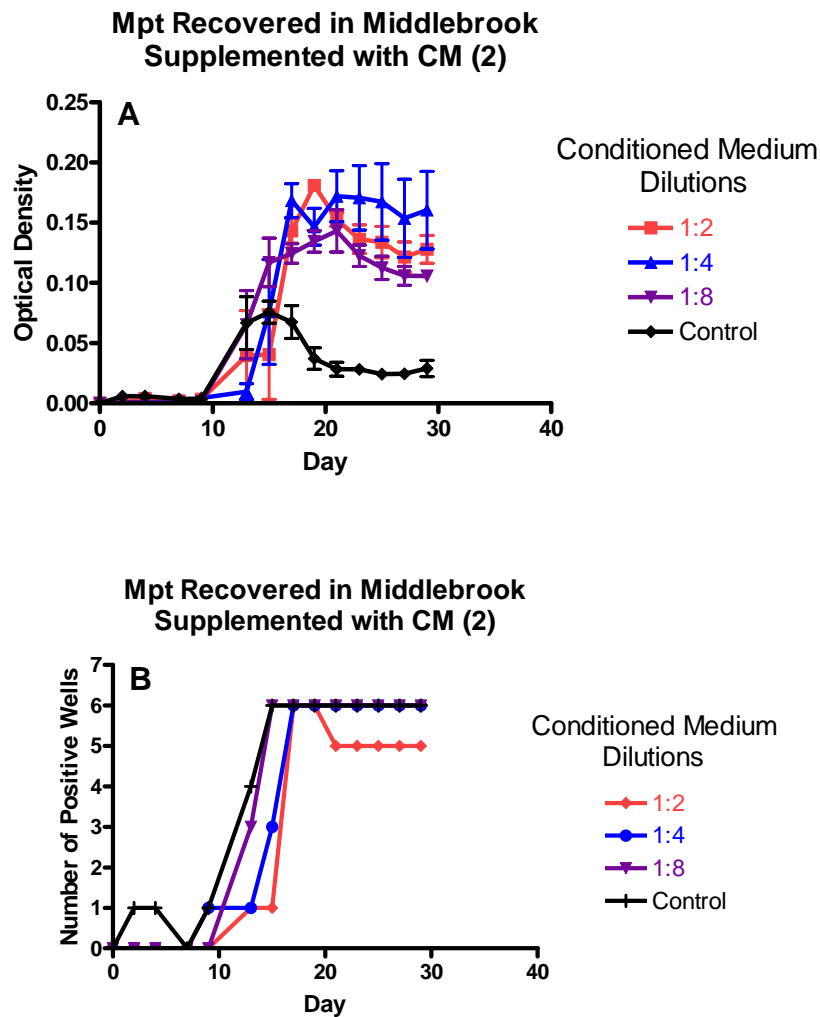 Mpt Recovered in Middlebrook
Supplemented with CM (2)
A
0.25
0.20
0.15
0.10
0.05
0.00
Optical Density
0 10 20 30 40
Day
Conditioned Medium
Dilutions
1:2
1:4
1:8
Control
Mpt Recovered in Middlebrook
Supplemented with CM (2)
B
7
6
5
4
3
2
1
0
Number of Positive Wells
0 10 20 30 40
Day
Conditioned Medium
Dilutions
1:2
1:4
1:8
Control